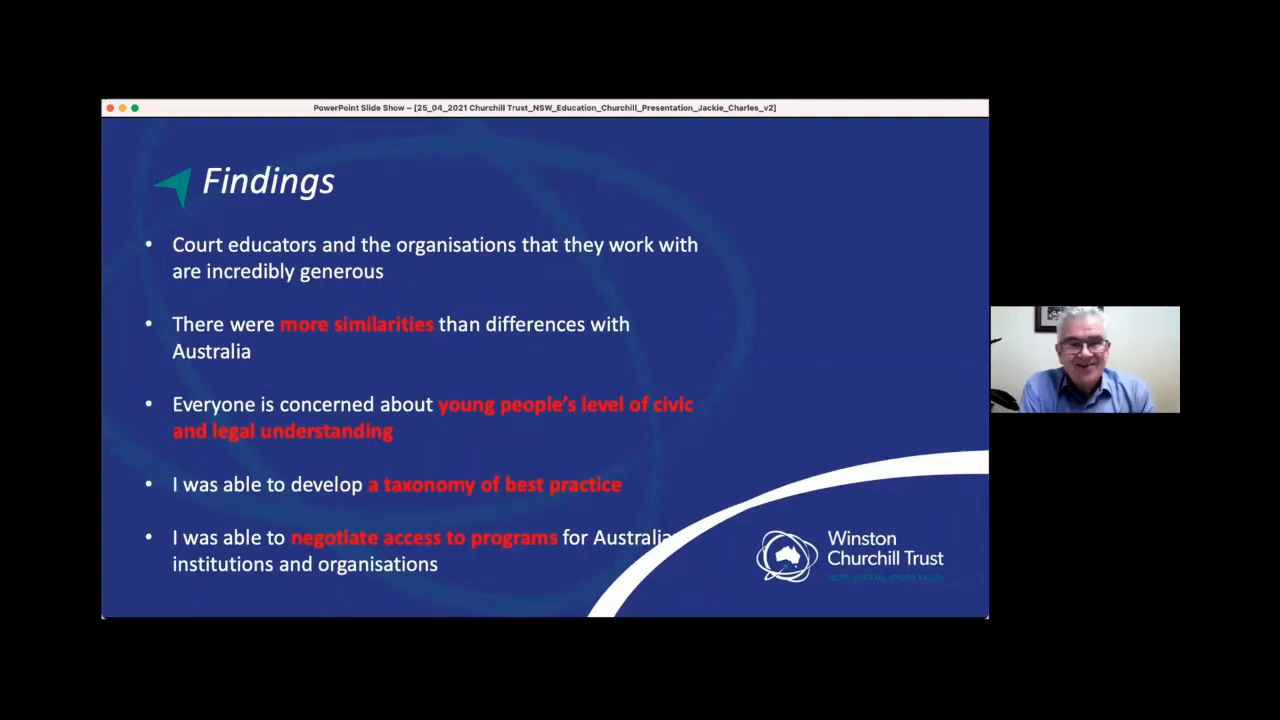 PowerPoint Slide Show – [25_04_2021 Churchill Trust_NSW_Education_Churchill_Presentation_Jackie_Charles_v2]
Findings
• Court educators and the organisations that they work with
are incredibly generous
• There were more similarities than differences with
Australia
• Everyone is concerned about young people's level of civic
and legal understanding
• I was able to develop a taxonomy of best practice
• I was able to negotiate access to programs for Australia
institutions and organisations
Winston
Churchill Trust